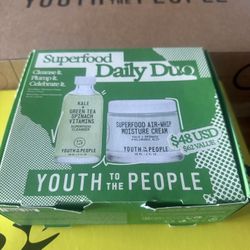 TO THE PEOPLE
Superfood
Daily Duo
Cleanse it.
Plump it.
Celebrate it.
KALE +
GREEN TEA
SPINACH
VITAMINS
SUPERFOOD
CLEANSER
YOUTH TO THE PEOPLE
SUPERFOOD AIR-WHIP
MOISTURE CREAM
YOUTH TO THE PEOPLE
$48 USD
$62 VALUE
YOUTH TO THE PEOPLE